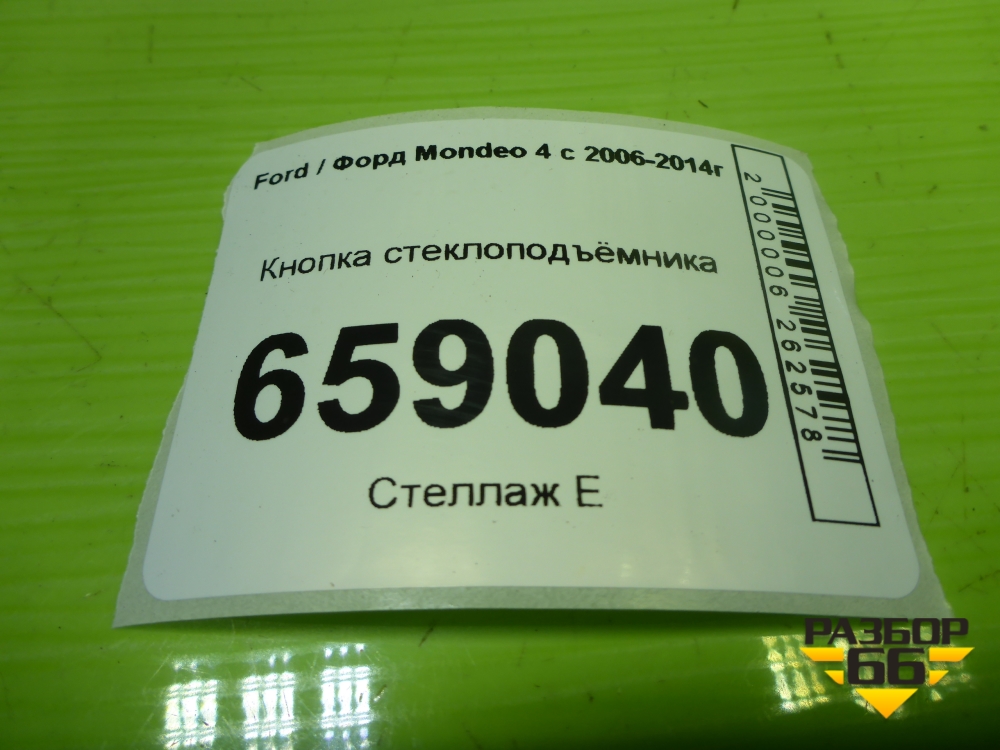 Ford / Форд Mondeo 4 с 2006-2014г
Кнопка стеклоподъёмника
659040
Стеллаж Е
2000006262578
РАЗБОР
66